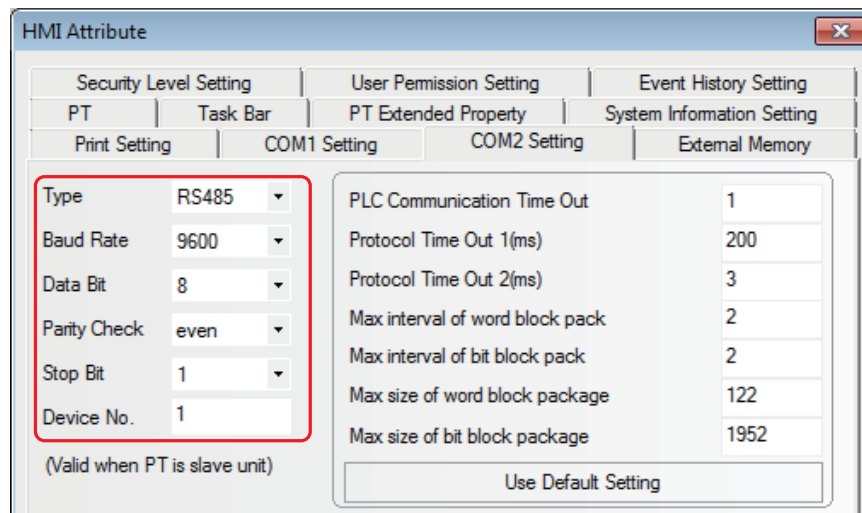 HMI Attribute
Security Level Setting
User Permission Setting
Event History Setting
PT
Task Bar
PT Extended Property
System Information Setting
Print Setting
COM1 Setting
COM2 Setting
External Memory
Type RS485
Baud Rate 9600
Data Bit 8
Parity Check even
Stop Bit 1
Device No. 1
(Valid when PT is slave unit)
PLC Communication Time Out 1
Protocol Time Out 1(ms) 200
Protocol Time Out 2(ms) 3
Max interval of word block pack 2
Max interval of bit block pack 2
Max size of word block package 122
Max size of bit block package 1952
Use Default Setting